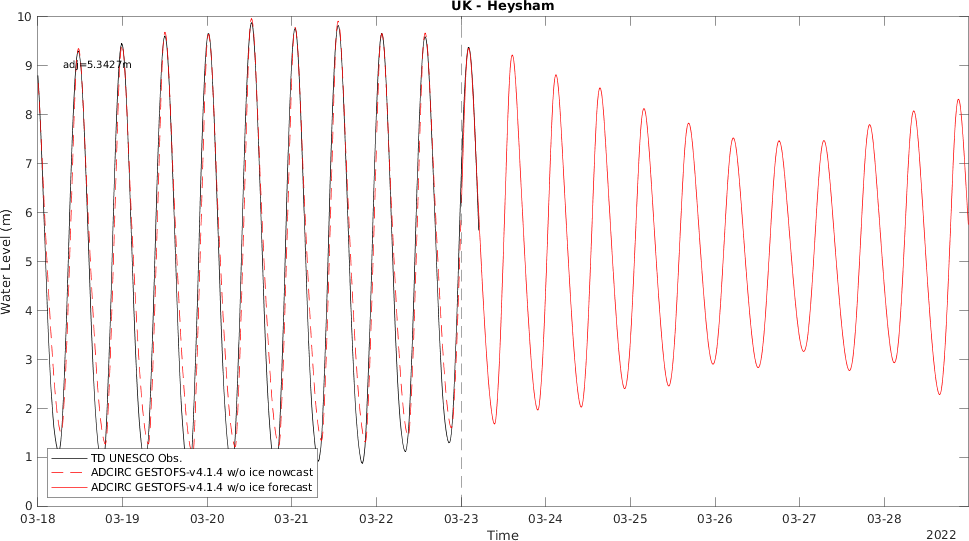 UK - Heysham
10
9
8
7
6
5
4
3
2
1
0
Water Level (m)
adj=5.3427m
TD UNESCO Obs.
ADCIRC GESTOFS-v4.1.4 w/o ice nowcast
ADCIRC GESTOFS-v4.1.4 w/o ice forecast
03-18 03-19 03-20 03-21 03-22 03-23 03-24 03-25 03-26 03-27 03-28
Time
2022